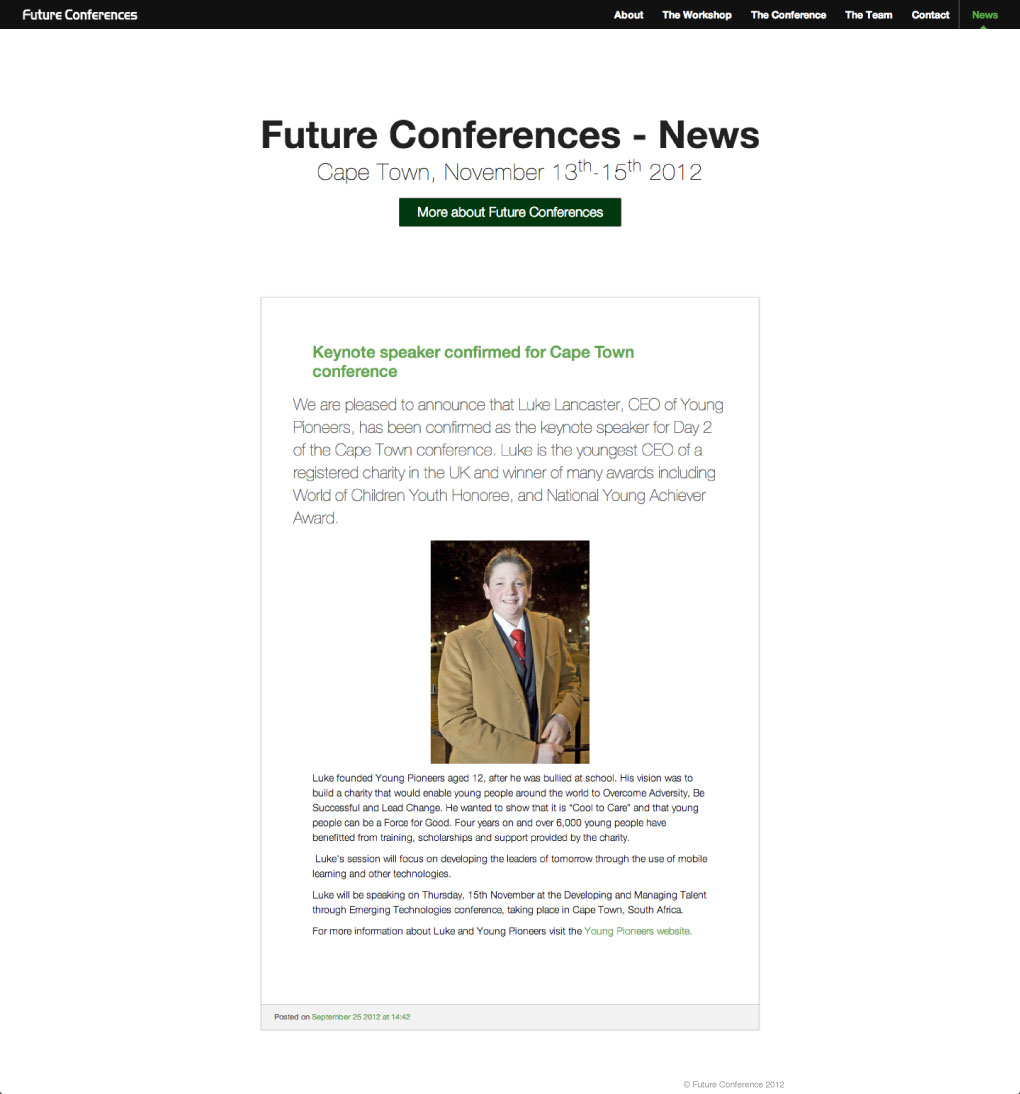 Future Conferences
About The Workshop The Conference The Team Contact News
Future Conferences - News
Cape Town, November 13th-15th 2012
More about Future Conferences
Keynote speaker confirmed for Cape Town
conference
We are pleased to announce that Luke Lancaster, CEO of Young
Pioneers, has been confirmed as the keynote speaker for Day 2
of the Cape Town conference. Luke is the youngest CEO of a
registered charity in the UK and winner of many awards including
World of Children Youth Honoree, and National Young Achiever
Award.
Luke founded Young Pioneers aged 12, after he was bullied at school. His vision was to
build a charity that would enable young people around the world to Overcome Adversity, Be
Successful and Lead Change. He wanted to show that it is "Cool to Care" and that young
people can be a Force for Good. Four years on and over 6,000 young people have
benefitted from training, scholarships and support provided by the charity.
Luke's session will focus on developing the leaders of tomorrow through the use of mobile
learning and other technologies.
Luke will be speaking on Thursday, 15th November at the Developing and Managing Talent
through Emerging Technologies conference, taking place in Cape Town, South Africa.
For more information about Luke and Young Pioneers visit the Young Pioneers website.
Posted on September 25 2012 at 14:42
© Future Conference 2012